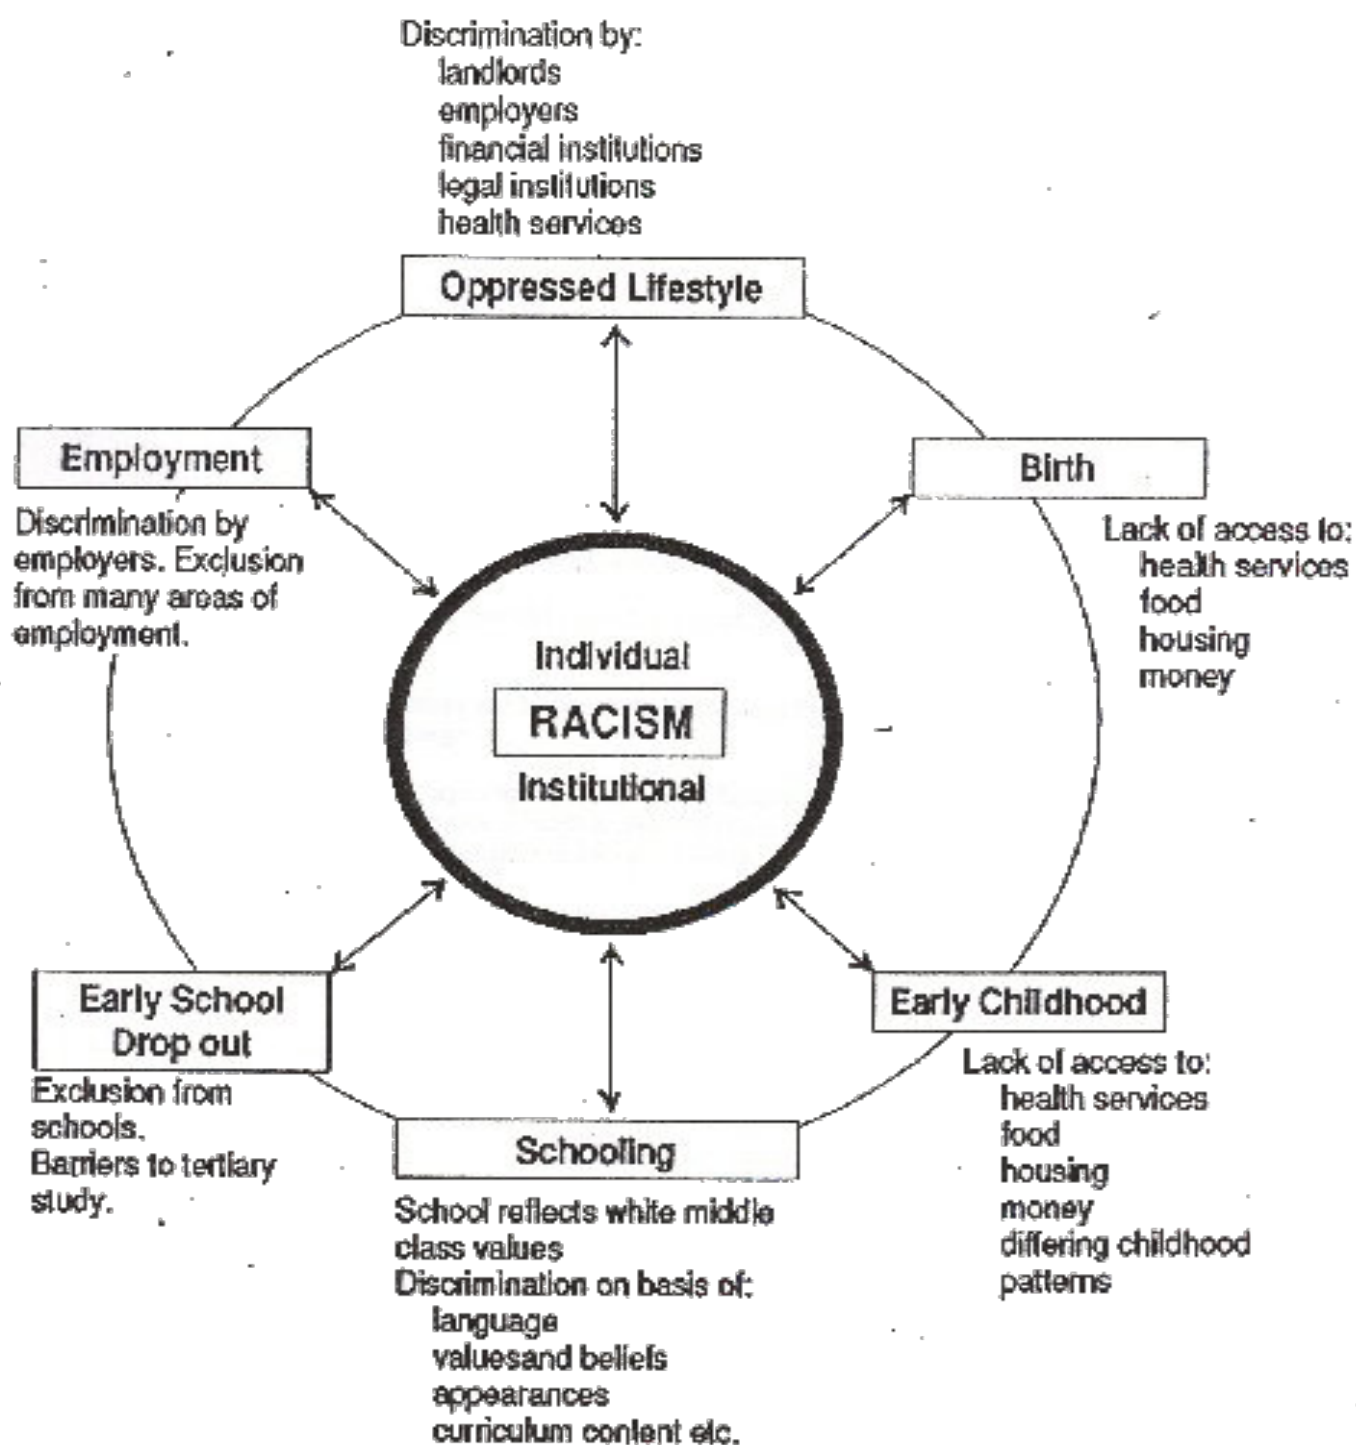 Discrimination by:
landlords
employers
financial institutions
legal institutions
health services
Oppressed Lifestyle
Employment
Discrimination by
employers. Exclusion
from many areas of
employment.
Birth
Lack of access to:
health services
food
housing
money
Individual
RACISM
Institutional
Early School
Drop out
Exclusion from
schools.
Barriers to tertiary
study.
Schooling
School reflects white middle
class values
Discrimination on basis of:
language
valuesand beliefs
appearances
curriculum content etc.
Early Childhood
Lack of access to:
health services
food
housing
money
differing childhood
patterns